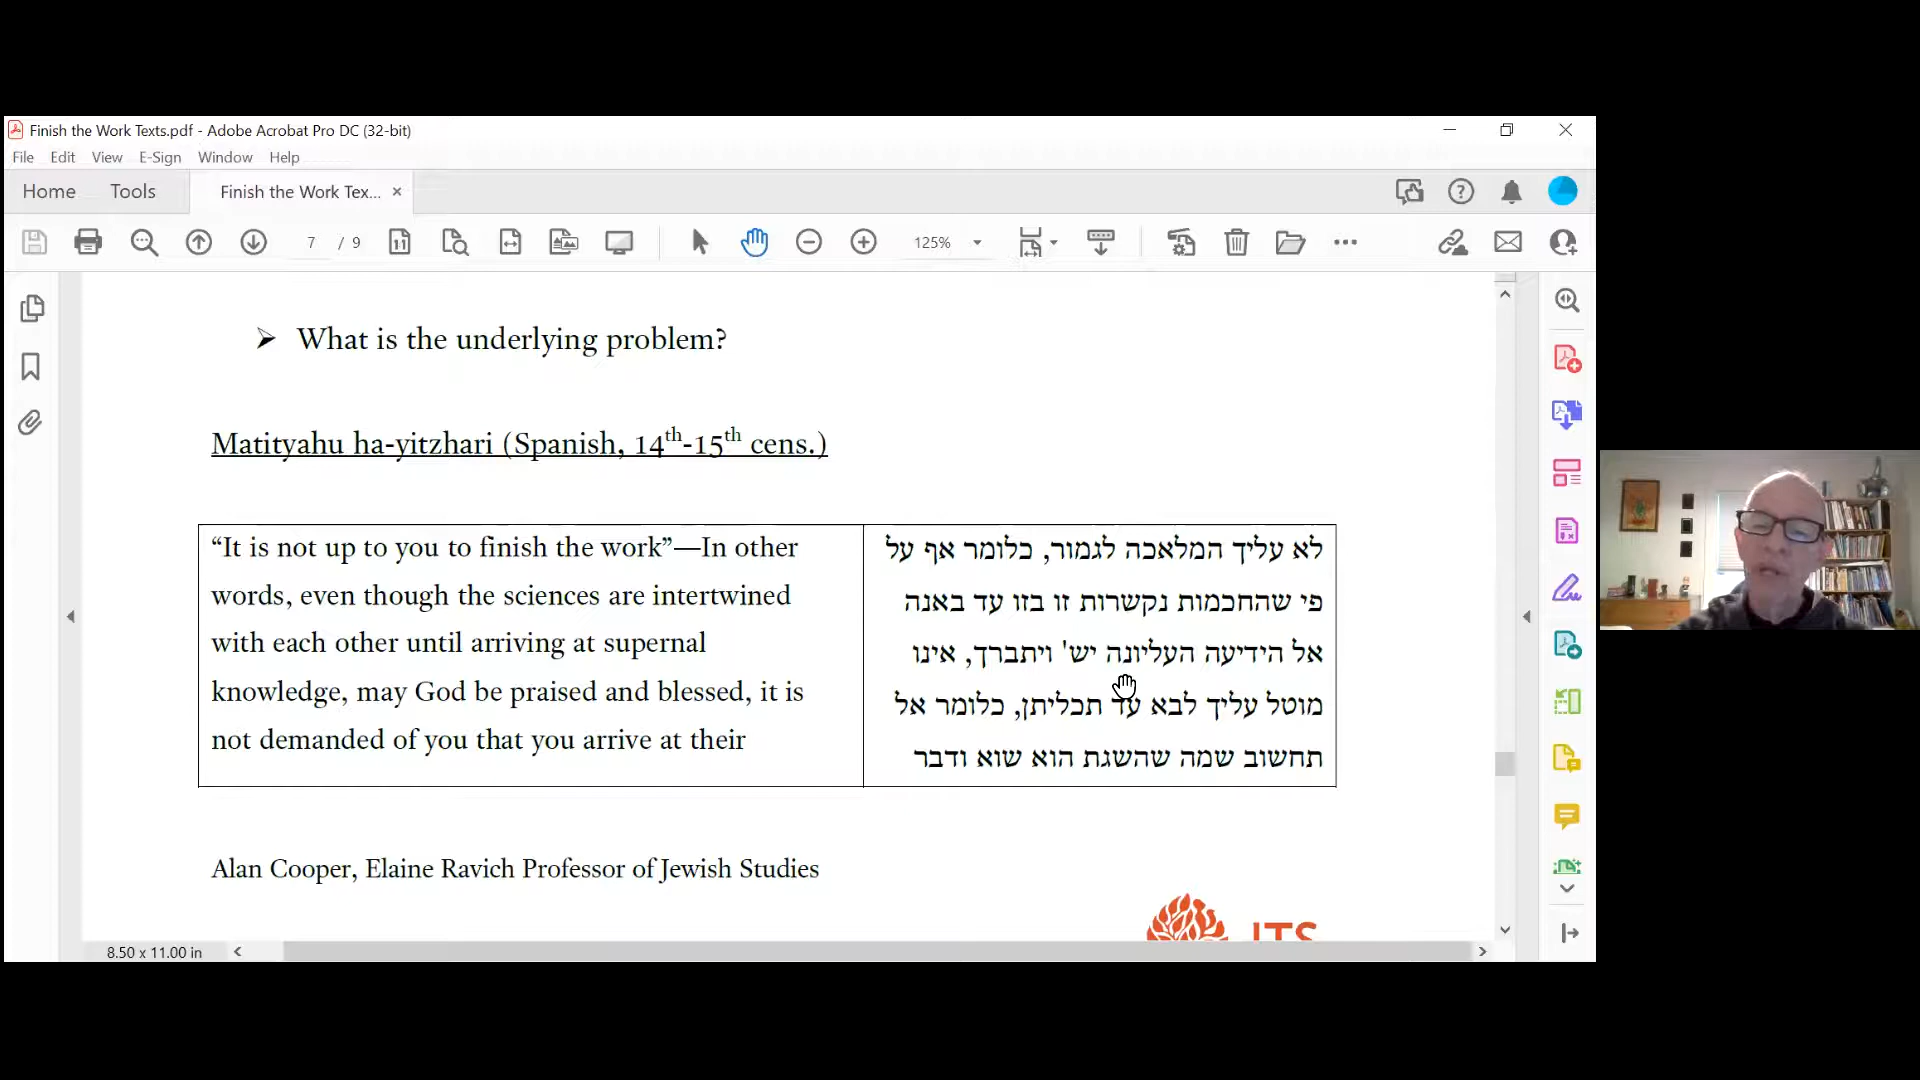 Finish the Work Texts.pdf - Adobe Acrobat Pro DC (32-bit)
File Edit View E-Sign Window Help
Home Tools Finish the Work Tex... ×
7 / 9 125%
➢ What is the underlying problem?
Matityahu ha-yitzhari (Spanish, 14th-15th cens.)
“It is not up to you to finish the work”—In other
words, even though the sciences are intertwined
with each other until arriving at supernal
knowledge, may God be praised and blessed, it is
not demanded of you that you arrive at their
לא עליך המלאכה לגמור, כלומר אף על
פי שהחכמות נקשרות זו בזו עד באנה
אל הידיעה העליונה יש' ויתברך, אינו
מוטל עליך לבא עד תכליתן, כלומר אל
תחשוב שמה שהשגת הוא שוא ודבר
Alan Cooper, Elaine Ravich Professor of Jewish Studies
JTS
8.50 x 11.00 in